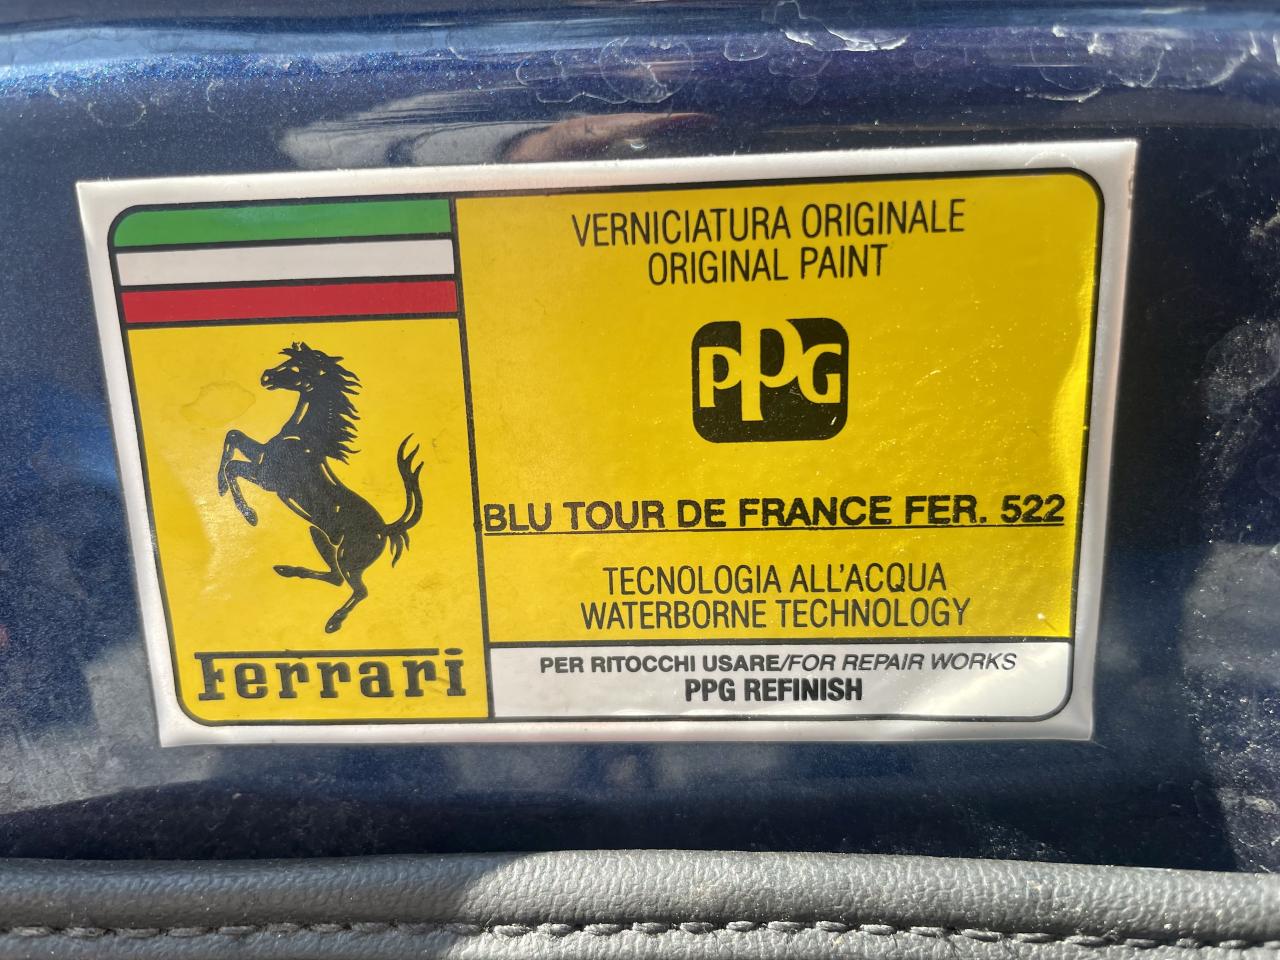 VERNICIATURA ORIGINALE
ORIGINAL PAINT
PPG
BLU TOUR DE FRANCE FER. 522
TECNOLOGIA ALL'ACQUA
WATERBORNE TECHNOLOGY
Ferrari
PER RITOCCHI USARE/FOR REPAIR WORKS
PPG REFINISH